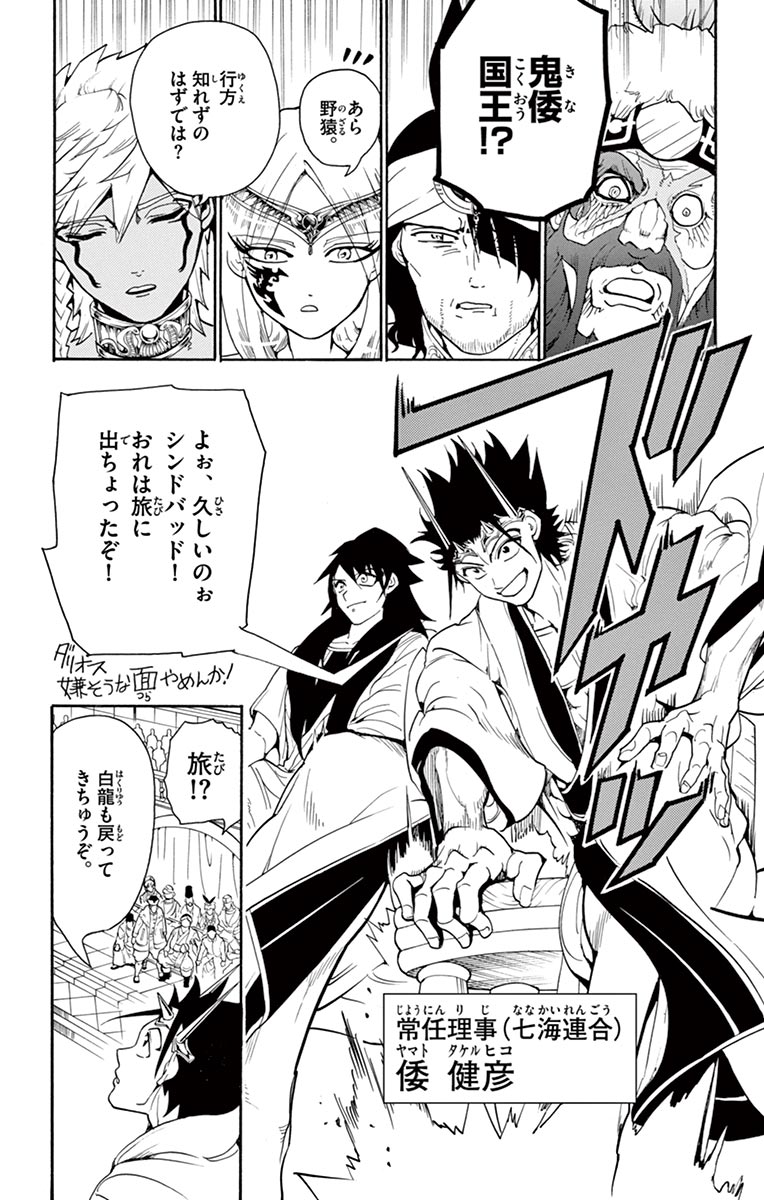 鬼倭
国王!?
あら
野猿。
行方
知れずの
はずでは?
よぉ、久しいのぉ
シンドバッド!
おれは旅に
出ちょったぞ!
ダリオス
嫌そうな面やめんか!
常任理事(七海連合)
倭 健彦
旅!?
白龍も戻って
きちゅうぞ。